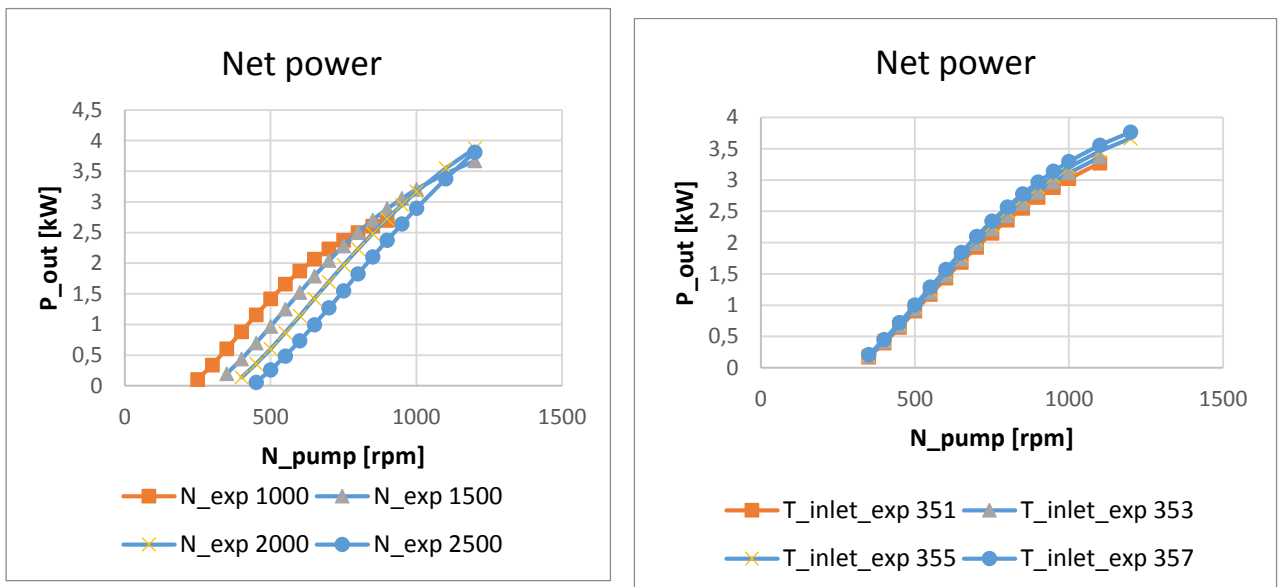 Net power
4,5
4
3,5
3
2,5
2
1,5
1
0,5
0
0 500 1000 1500
P_out [kW]
N_pump [rpm]
N_exp 1000 N_exp 1500
N_exp 2000 N_exp 2500
Net power
4
3,5
3
2,5
2
1,5
1
0,5
0
0 500 1000 1500
P_out [kW]
N_pump [rpm]
T_inlet_exp 351 T_inlet_exp 353
T_inlet_exp 355 T_inlet_exp 357